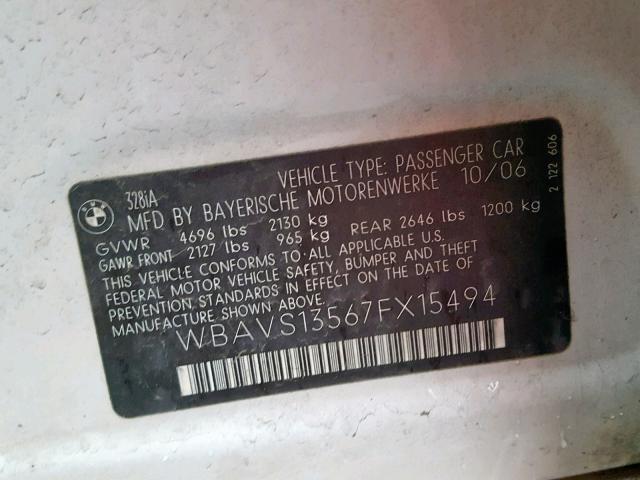 BMW
328iA VEHICLE TYPE: PASSENGER CAR
MFD BY BAYERISCHE MOTORENWERKE 10/06
2 122 606
GVWR 4696 lbs 2130 kg
GAWR FRONT 2127 lbs 965 kg REAR 2646 lbs 1200 kg
THIS VEHICLE CONFORMS TO ALL APPLICABLE U.S.
FEDERAL MOTOR VEHICLE SAFETY, BUMPER AND THEFT
PREVENTION STANDARDS IN EFFECT ON THE DATE OF
MANUFACTURE SHOWN ABOVE.
WBAVS13567FX15494